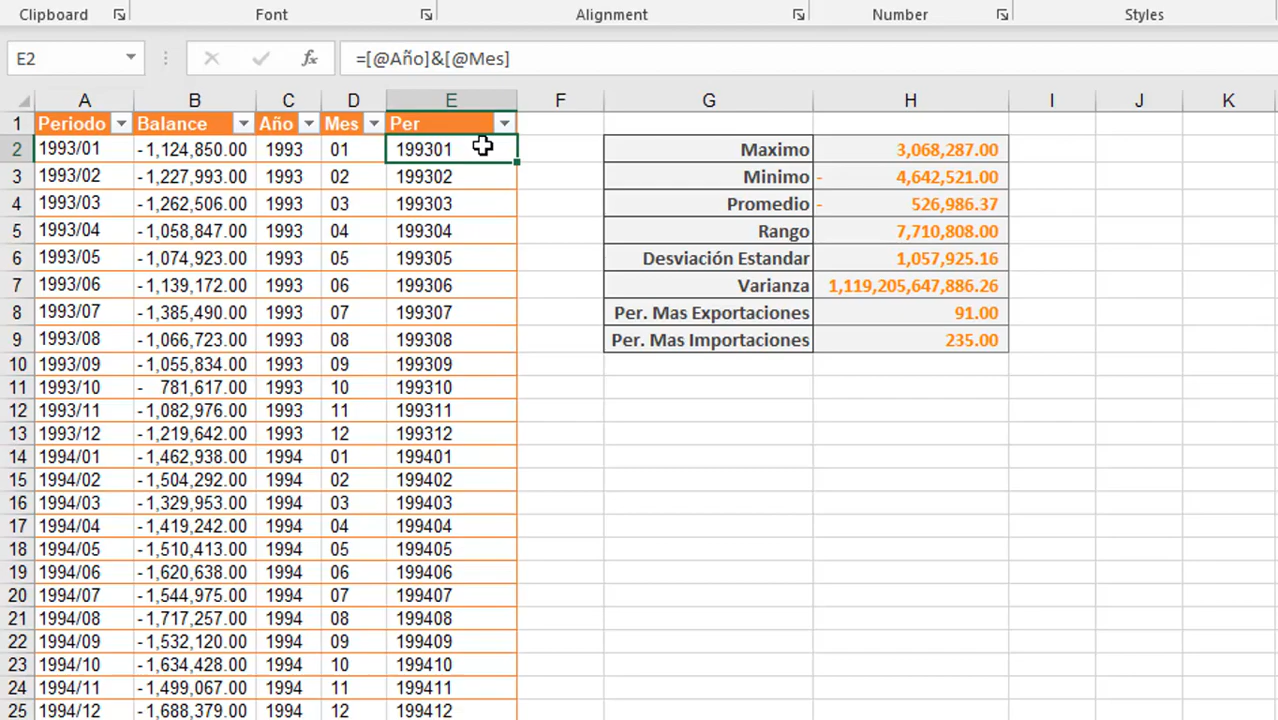 Clipboard Font Alignment Number Styles
E2 fx =[@Año]&[@Mes]
A B C D E F G H I J K
1 Periodo Balance Año Mes Per
2 1993/01 -1,124,850.00 1993 01 199301 Maximo 3,068,287.00
3 1993/02 -1,227,993.00 1993 02 199302 Minimo - 4,642,521.00
4 1993/03 -1,262,506.00 1993 03 199303 Promedio - 526,986.37
5 1993/04 -1,058,847.00 1993 04 199304 Rango 7,710,808.00
6 1993/05 -1,074,923.00 1993 05 199305 Desviación Estandar 1,057,925.16
7 1993/06 -1,139,172.00 1993 06 199306 Varianza 1,119,205,647,886.26
8 1993/07 -1,385,490.00 1993 07 199307 Per. Mas Exportaciones 91.00
9 1993/08 -1,066,723.00 1993 08 199308 Per. Mas Importaciones 235.00
10 1993/09 -1,055,834.00 1993 09 199309
11 1993/10 - 781,617.00 1993 10 199310
12 1993/11 -1,082,976.00 1993 11 199311
13 1993/12 -1,219,642.00 1993 12 199312
14 1994/01 -1,462,938.00 1994 01 199401
15 1994/02 -1,504,292.00 1994 02 199402
16 1994/03 -1,329,953.00 1994 03 199403
17 1994/04 -1,419,242.00 1994 04 199404
18 1994/05 -1,510,413.00 1994 05 199405
19 1994/06 -1,620,638.00 1994 06 199406
20 1994/07 -1,544,975.00 1994 07 199407
21 1994/08 -1,717,257.00 1994 08 199408
22 1994/09 -1,532,120.00 1994 09 199409
23 1994/10 -1,634,428.00 1994 10 199410
24 1994/11 -1,499,067.00 1994 11 199411
25 1994/12 -1,688,379.00 1994 12 199412